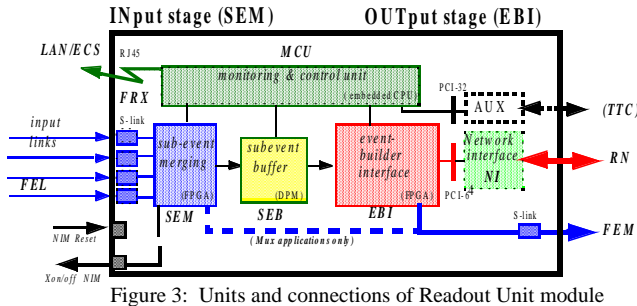 INput stage (SEM) OUTput stage (EBI)
LAN/ECS
RJ45
MCU
monitoring & control unit
(embedded CPU)
FRX
PCI-32
AUX
(TTC)
input
links
S-link
sub-event
merging
(FPGA)
subevent
buffer
(DPM)
event-
builder
interface
(FPGA)
Network
interface
NI
RN
FEL
PCI-64
SEM
SEB
EBI
S-link
FEM
(Mux applications only)
NIM Reset
Xon/off NIM
Figure 3: Units and connections of Readout Unit module